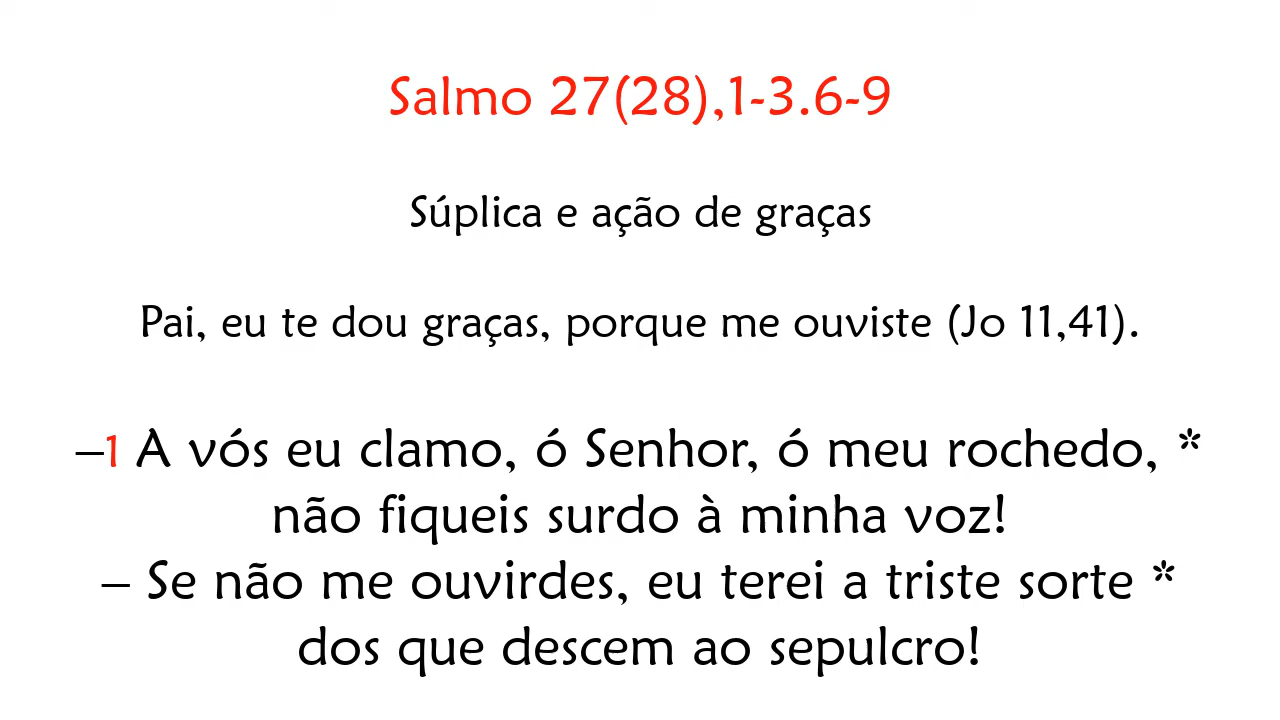 Salmo 27(28),1-3.6-9
Súplica e ação de graças
Pai, eu te dou graças, porque me ouviste (Jo 11,41).
–1 A vós eu clamo, ó Senhor, ó meu rochedo, *
não fiqueis surdo à minha voz!
– Se não me ouvirdes, eu terei a triste sorte *
dos que descem ao sepulcro!